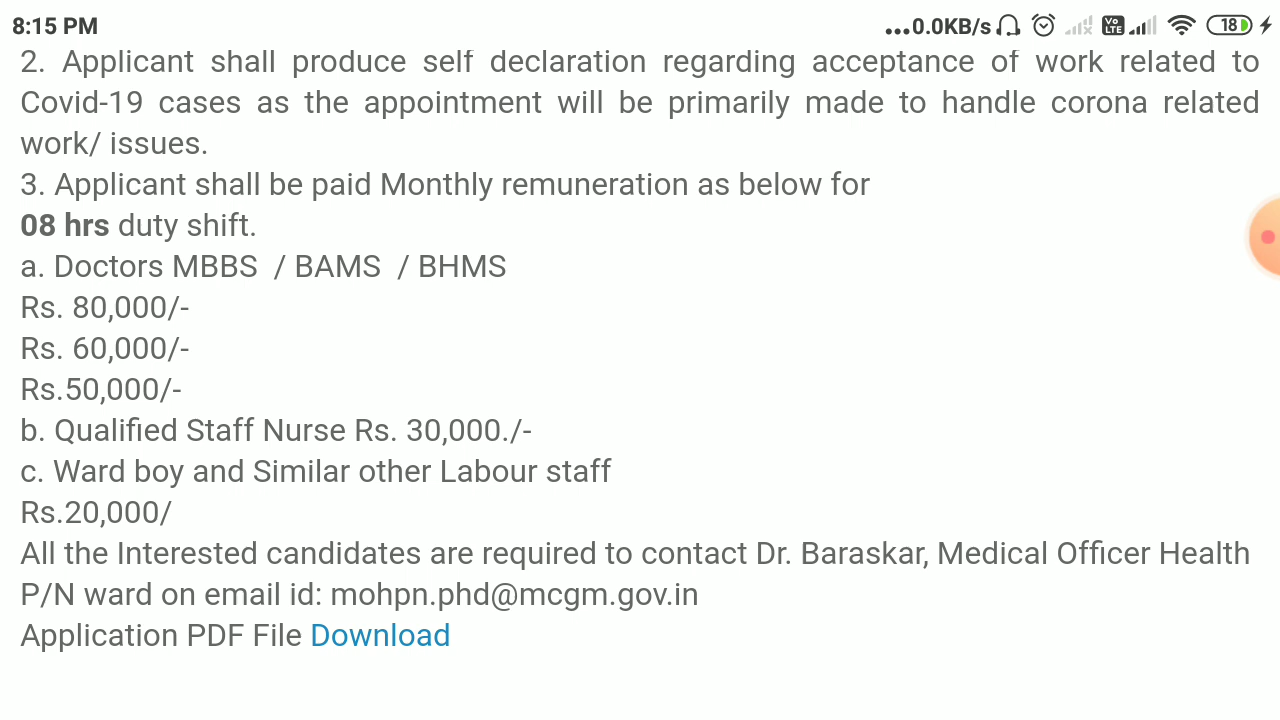 8:15 PM
...0.0KB/s
Vo LTE
18
2. Applicant shall produce self declaration regarding acceptance of work related to
Covid-19 cases as the appointment will be primarily made to handle corona related
work/ issues.
3. Applicant shall be paid Monthly remuneration as below for
08 hrs duty shift.
a. Doctors MBBS / BAMS / BHMS
Rs. 80,000/-
Rs. 60,000/-
Rs.50,000/-
b. Qualified Staff Nurse Rs. 30,000./-
c. Ward boy and Similar other Labour staff
Rs.20,000/
All the Interested candidates are required to contact Dr. Baraskar, Medical Officer Health
P/N ward on email id: mohpn.phd@mcgm.gov.in
Application PDF File Download